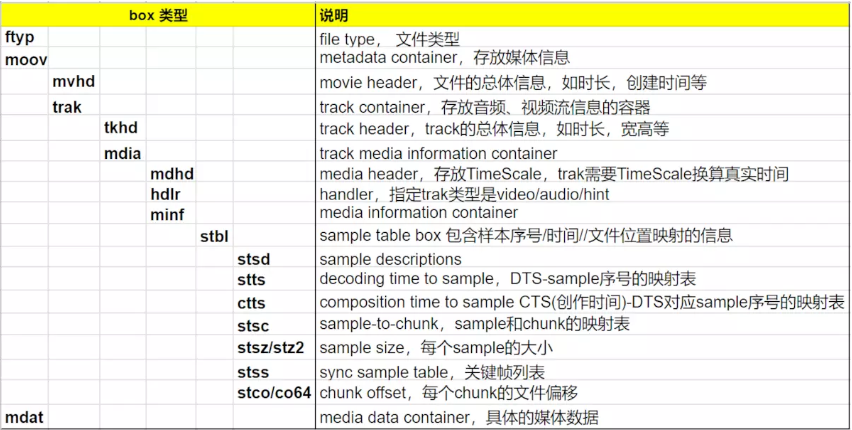 box 类型 说明
ftyp file type， 文件类型
moov metadata container，存放媒体信息
mvhd movie header，文件的总体信息，如时长，创建时间等
trak track container，存放音频、视频流信息的容器
tkhd track header，track的总体信息，如时长，宽高等
mdia track media information container
mdhd media header，存放TimeScale，trak需要TimeScale换算真实时间
hdlr handler，指定trak类型是video/audio/hint
minf media information container
stbl sample table box 包含样本序号/时间//文件位置映射的信息
stsd sample descriptions
stts decoding time to sample，DTS-sample序号的映射表
ctts composition time to sample CTS(创作时间)-DTS对应sample序号的映射表
stsc sample-to-chunk，sample和chunk的映射表
stsz/stz2 sample size，每个sample的大小
stss sync sample table，关键帧列表
stco/co64 chunk offset，每个chunk的文件偏移
mdat media data container，具体的媒体数据